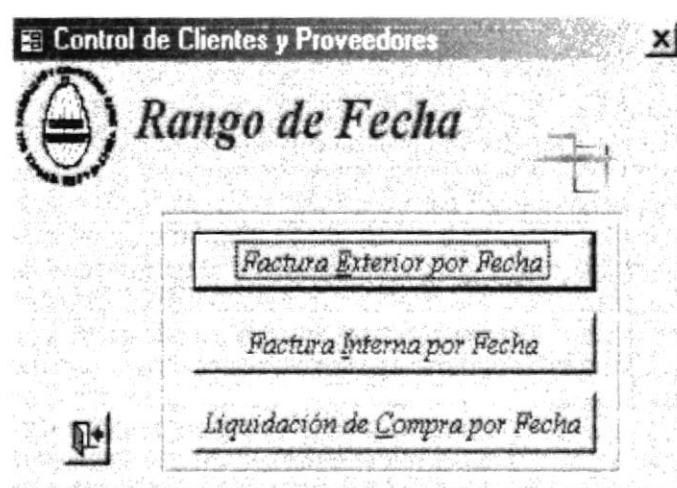 Control de Clientes y Proveedores
Rango de Fecha
Factura Exterior por Fecha
Factura Interna por Fecha
Liquidación de Compra por Fecha